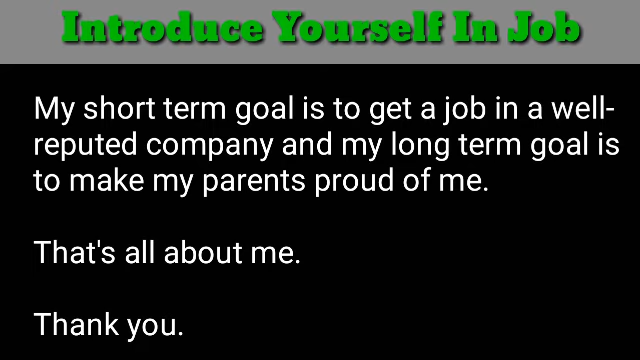 Introduce Yourself In Job
My short term goal is to get a job in a well-
reputed company and my long term goal is
to make my parents proud of me.
That's all about me.
Thank you.